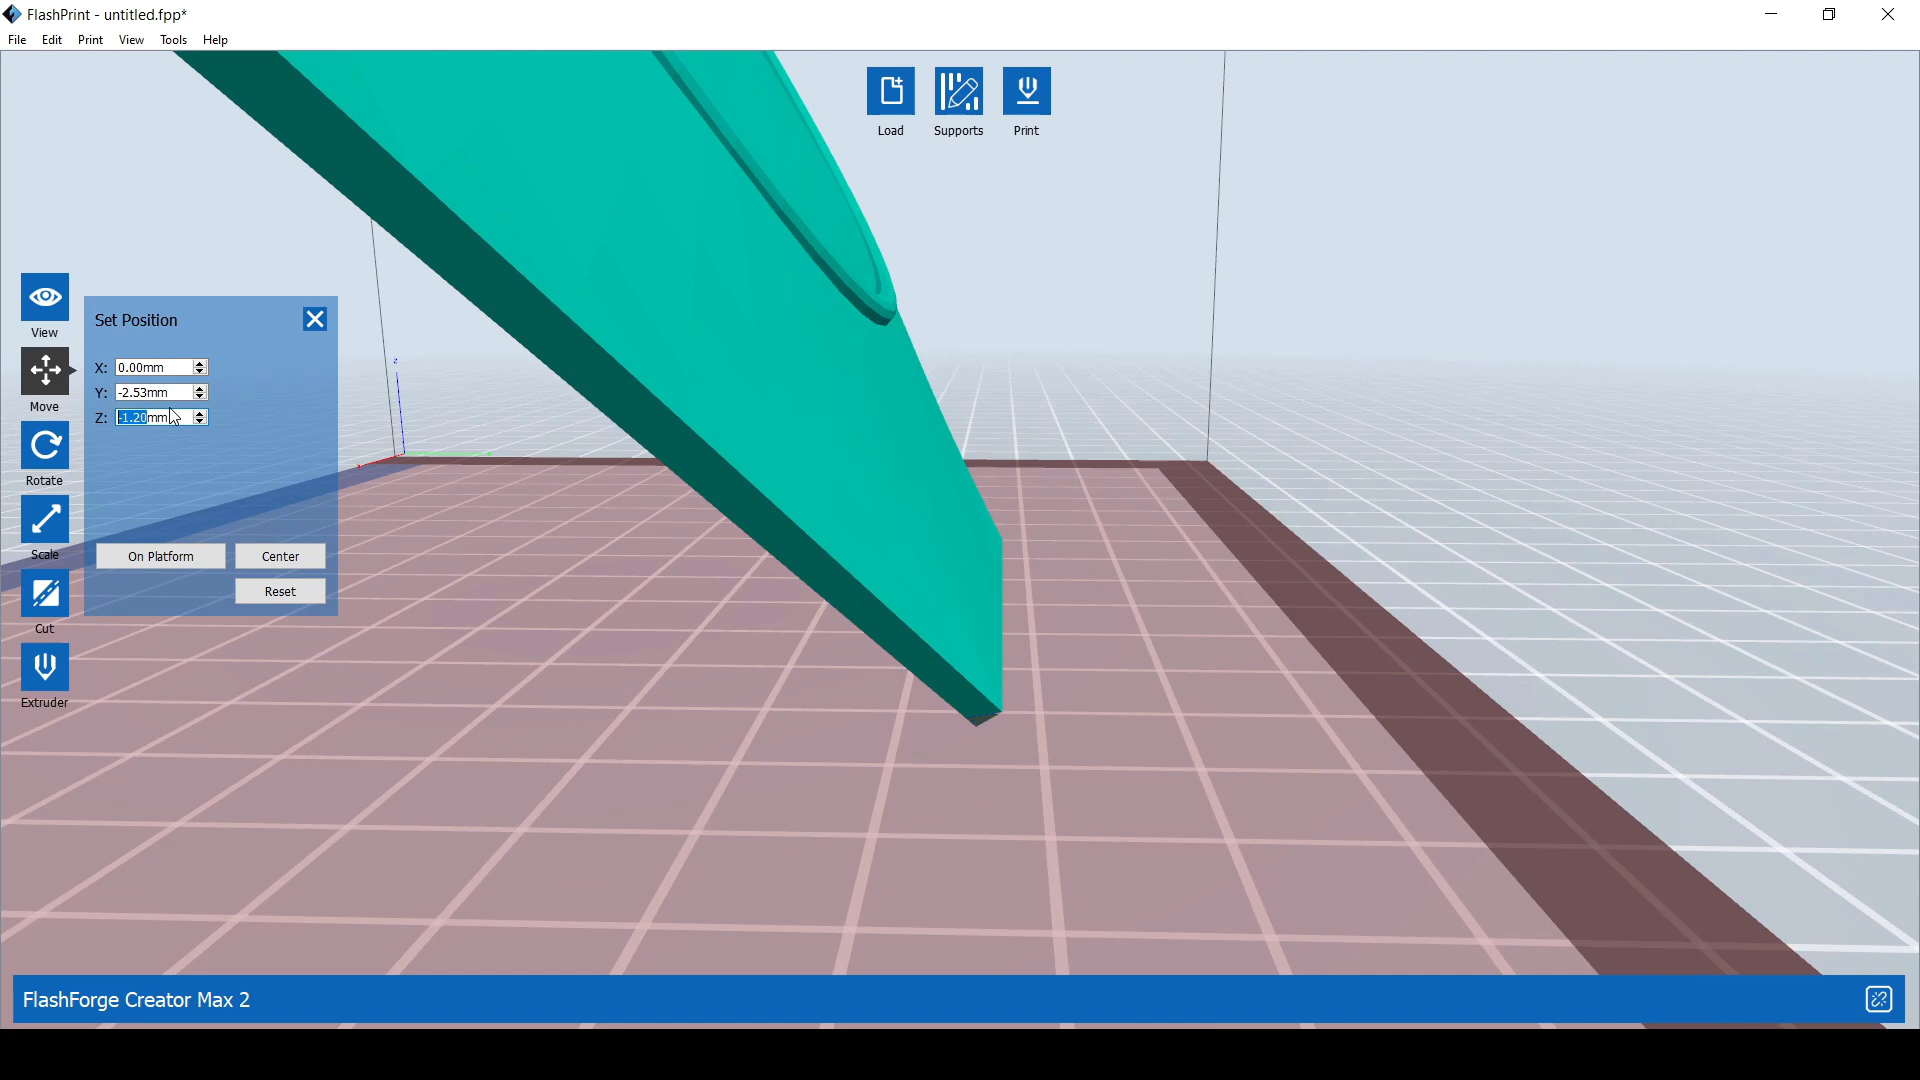 FlashPrint - untitled.fpp*
File Edit Print View Tools Help
Load Supports Print
View
Move
Rotate
Scale
Cut
Extruder
Set Position
X: 0.00mm
Y: -2.53mm
Z: -1.20mm
On Platform Center
Reset
z
FlashForge Creator Max 2